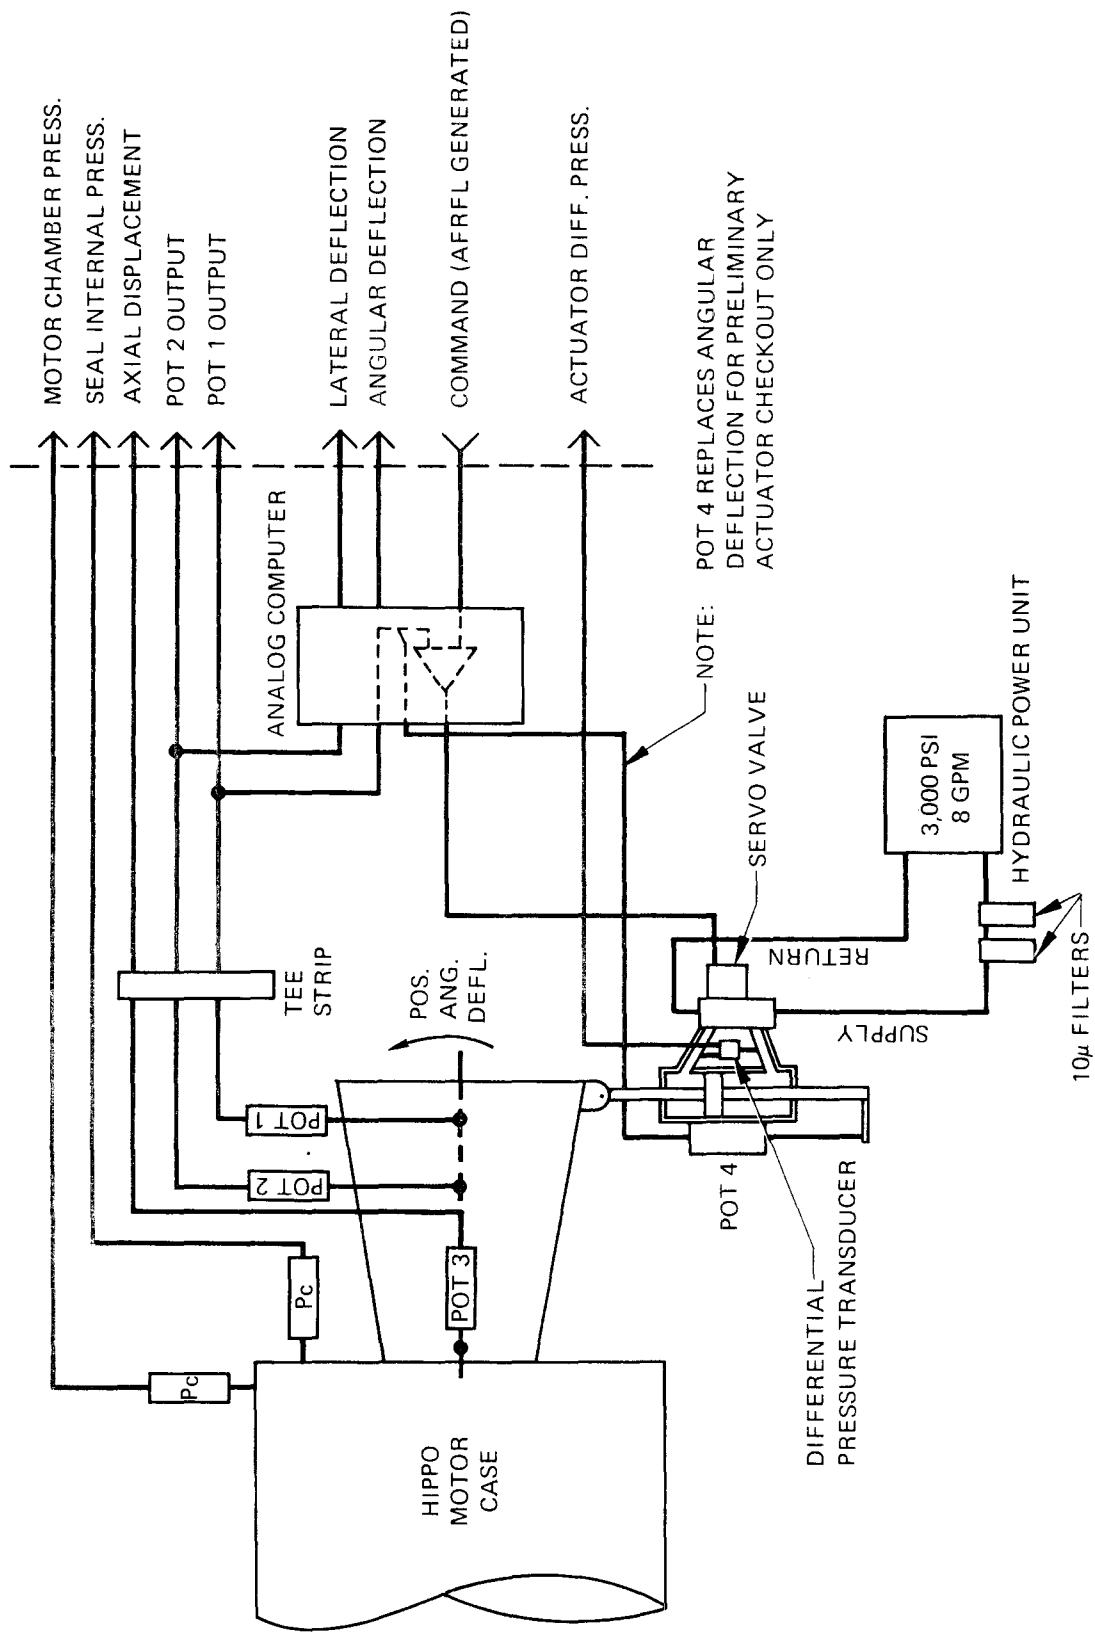 MOTOR CHAMBER PRESS.
SEAL INTERNAL PRESS.
AXIAL DISPLACEMENT
POT 2 OUTPUT
POT 1 OUTPUT
LATERAL DEFLECTION
ANGULAR DEFLECTION
COMMAND (AFRFL GENERATED)
ACTUATOR DIFF. PRESS.
ANALOG COMPUTER
NOTE: POT 4 REPLACES ANGULAR
DEFLECTION FOR PRELIMINARY
ACTUATOR CHECKOUT ONLY
TEE
STRIP
POS.
ANG.
DEFL.
POT 1
POT 2
POT 3
Pc
Pc
HIPPO
MOTOR
CASE
SERVO VALVE
RETURN
SUPPLY
3,000 PSI
8 GPM
HYDRAULIC POWER UNIT
10μ FILTERS
POT 4
DIFFERENTIAL
PRESSURE TRANSDUCER